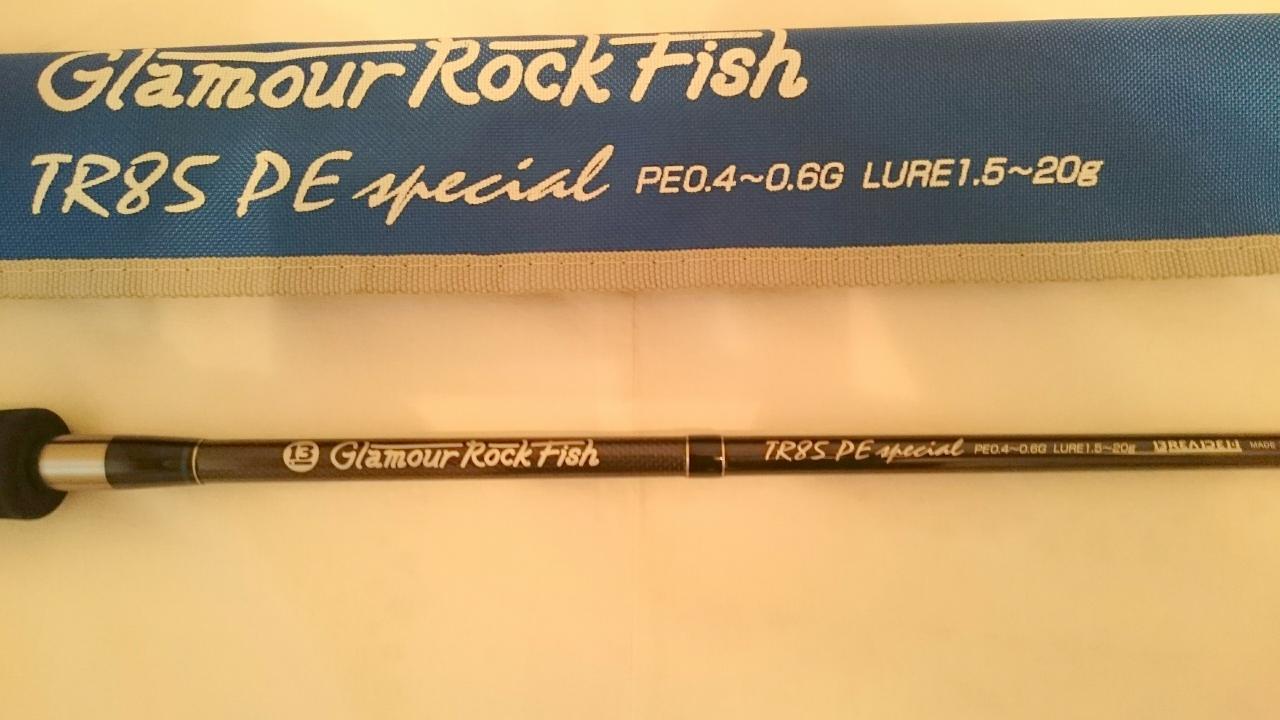 Glamour Rock Fish
TR85 PE special PE0.4~0.6G LURE1.5~20g
13 Glamour Rock Fish TR85 PE special PE0.4~0.6G LURE1.5~20g BREADEN MADE